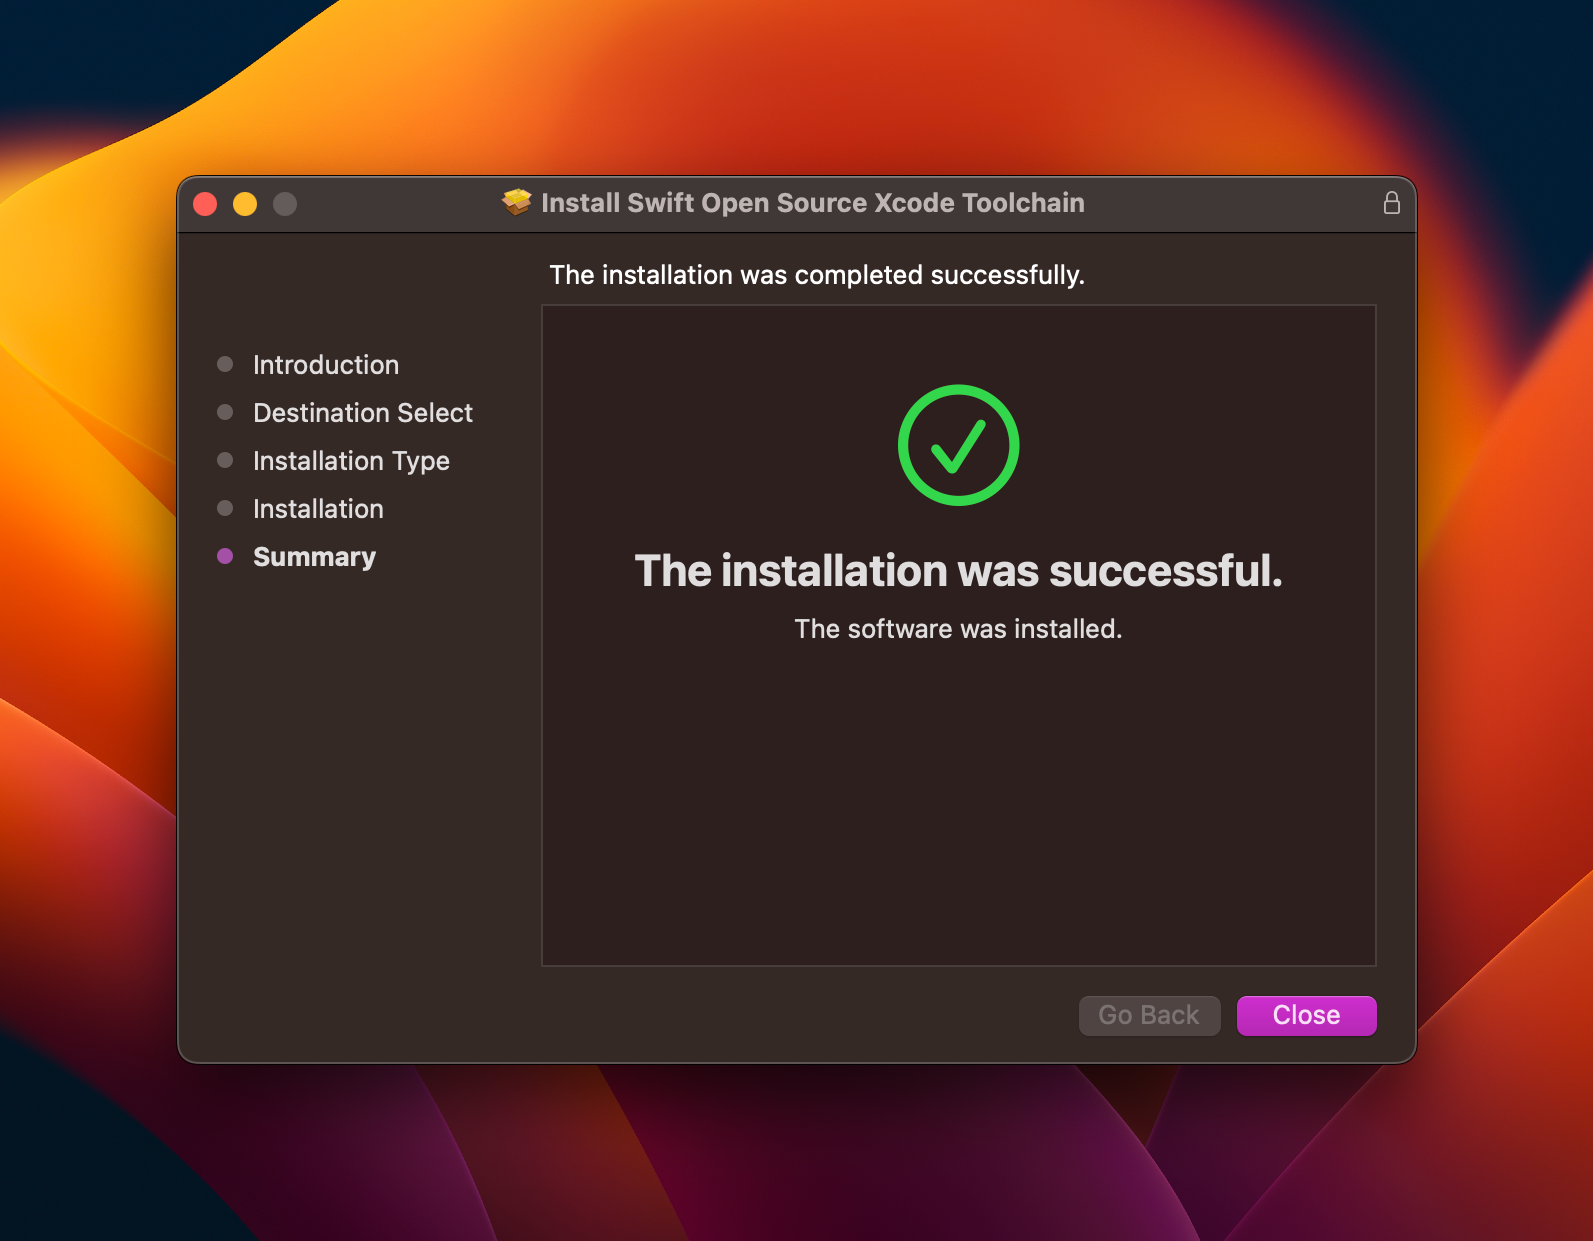 Install Swift Open Source Xcode Toolchain
The installation was completed successfully.
Introduction
Destination Select
Installation Type
Installation
Summary
The installation was successful.
The software was installed.
Go Back
Close